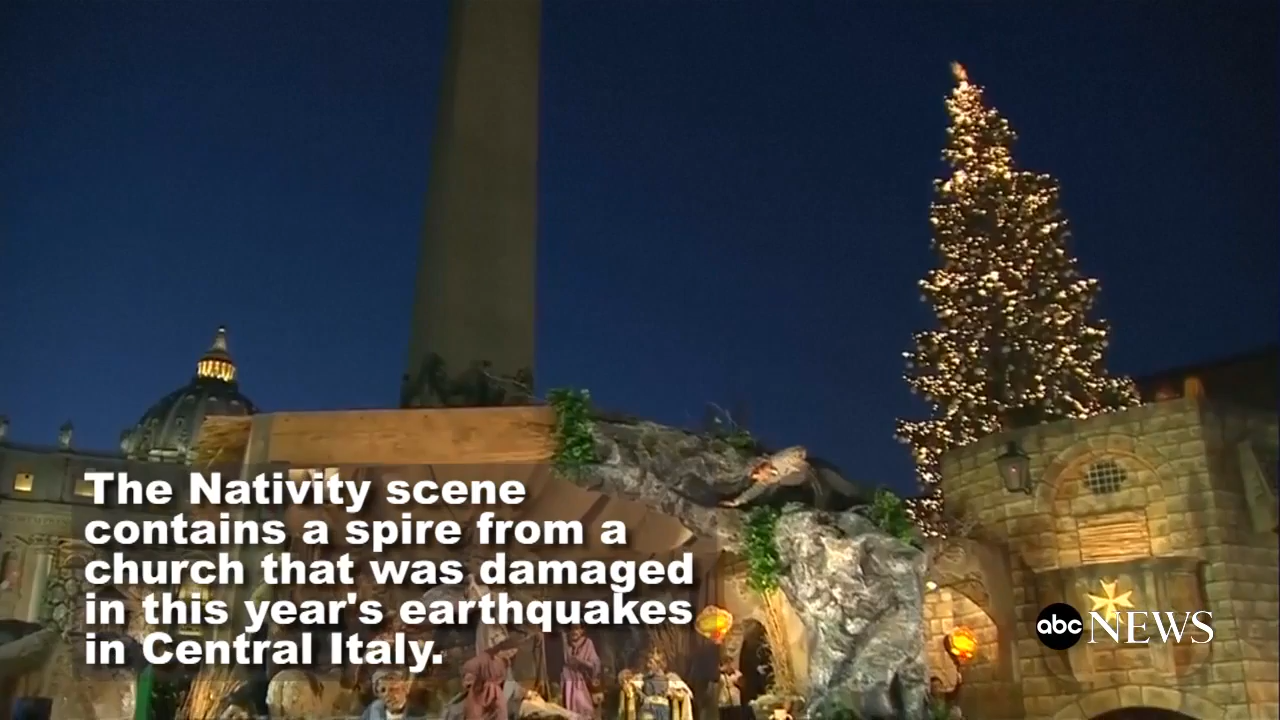 The Nativity scene
contains a spire from a
church that was damaged
in this year's earthquakes
in Central Italy.
abc NEWS